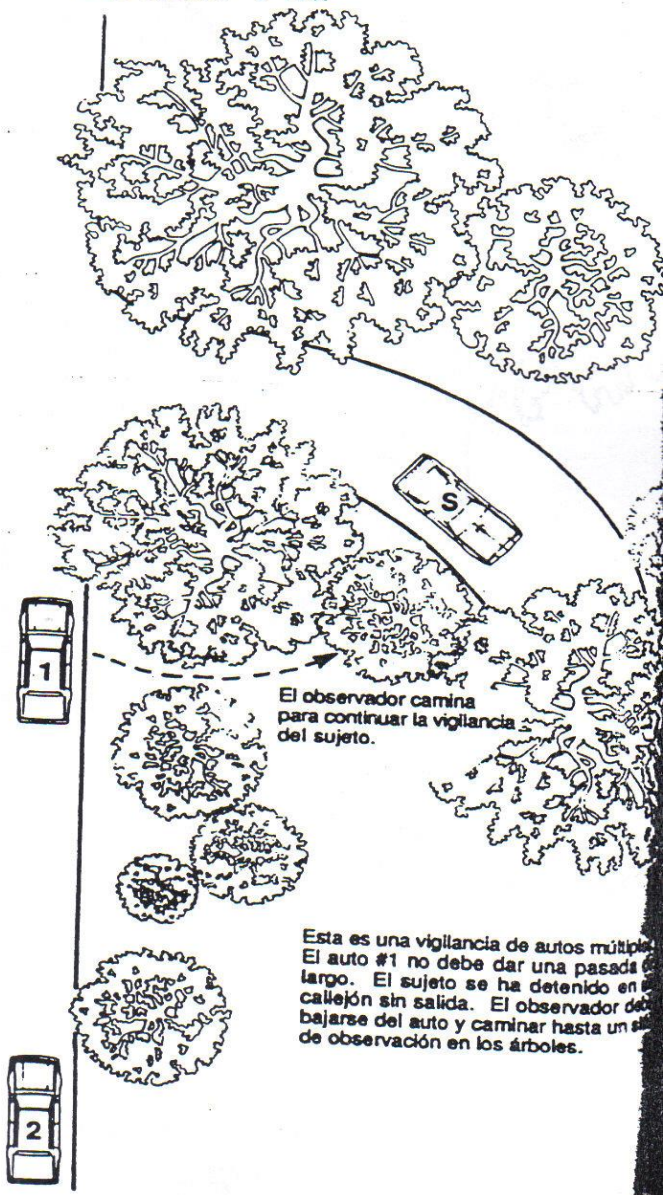 S
1
El observador camina
para continuar la vigilancia
del sujeto.
Esta es una vigilancia de autos
El auto #1 no debe dar una pasada
largo. El sujeto se ha detenido en
callejón sin salida. El observador
bajarse del auto y caminar hasta un
de observación en los árboles.
2